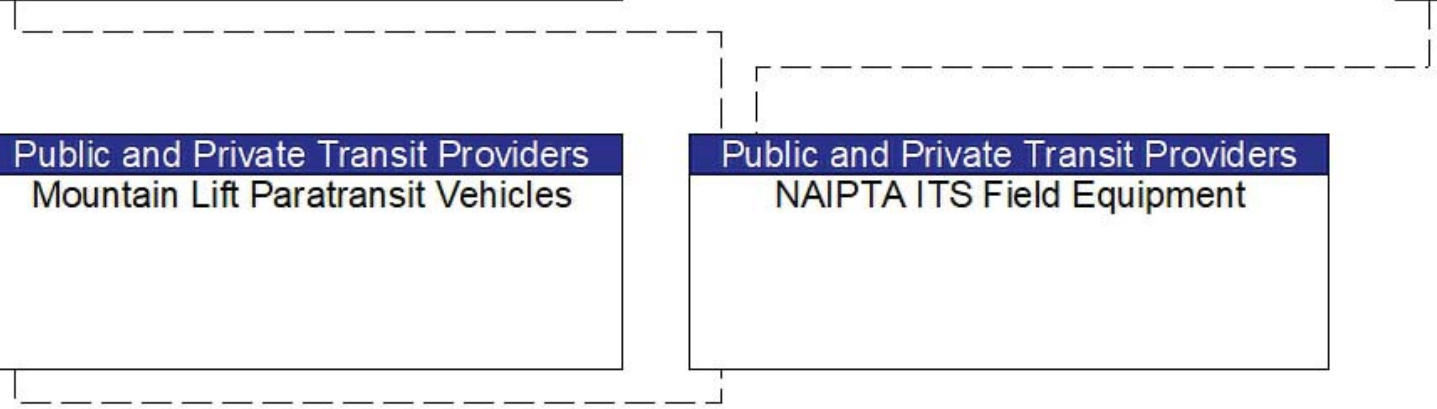 Public and Private Transit Providers
Mountain Lift Paratransit Vehicles
Public and Private Transit Providers
NAIPTA ITS Field Equipment